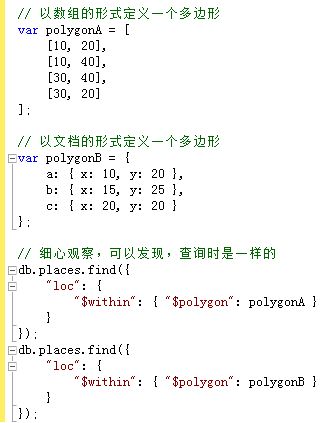 // 以数组的形式定义一个多边形
var polygonA = [
    [10, 20],
    [10, 40],
    [30, 40],
    [30, 20]
];
// 以文档的形式定义一个多边形
var polygonB = {
    a: { x: 10, y: 20 },
    b: { x: 15, y: 25 },
    c: { x: 20, y: 20 }
};
// 细心观察，可以发现，查询时是一样的
db.places.find({
    "loc": {
        "$within": { "$polygon": polygonA }
    }
});
db.places.find({
    "loc": {
        "$within": { "$polygon": polygonB }
    }
});